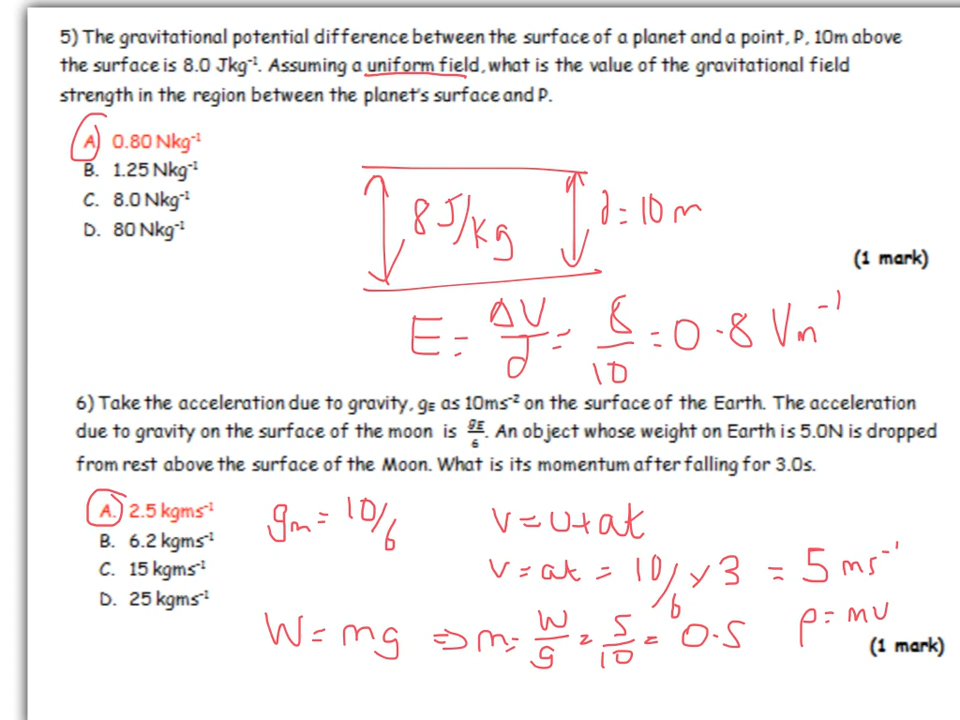 5) The gravitational potential difference between the surface of a planet and a point, P, 10m above
the surface is 8.0 Jkg⁻¹. Assuming a uniform field, what is the value of the gravitational field
strength in the region between the planet's surface and P.
A) 0.80 Nkg⁻¹
B. 1.25 Nkg⁻¹
C. 8.0 Nkg⁻¹
D. 80 Nkg⁻¹
8 J/kg
d = 10 m
(1 mark)
E = ΔV/d = 8/10 = 0.8 Vm⁻¹
6) Take the acceleration due to gravity, gE as 10ms⁻² on the surface of the Earth. The acceleration
due to gravity on the surface of the moon is gE/6. An object whose weight on Earth is 5.0N is dropped
from rest above the surface of the Moon. What is its momentum after falling for 3.0s.
A. 2.5 kgms⁻¹
B. 6.2 kgms⁻¹
C. 15 kgms⁻¹
D. 25 kgms⁻¹
gm = 10/6
v = u + at
v = at = 10/6 x 3 = 5 ms⁻¹
W = mg ⇒ m = W/g = 5/10 = 0.5
p = mv
(1 mark)